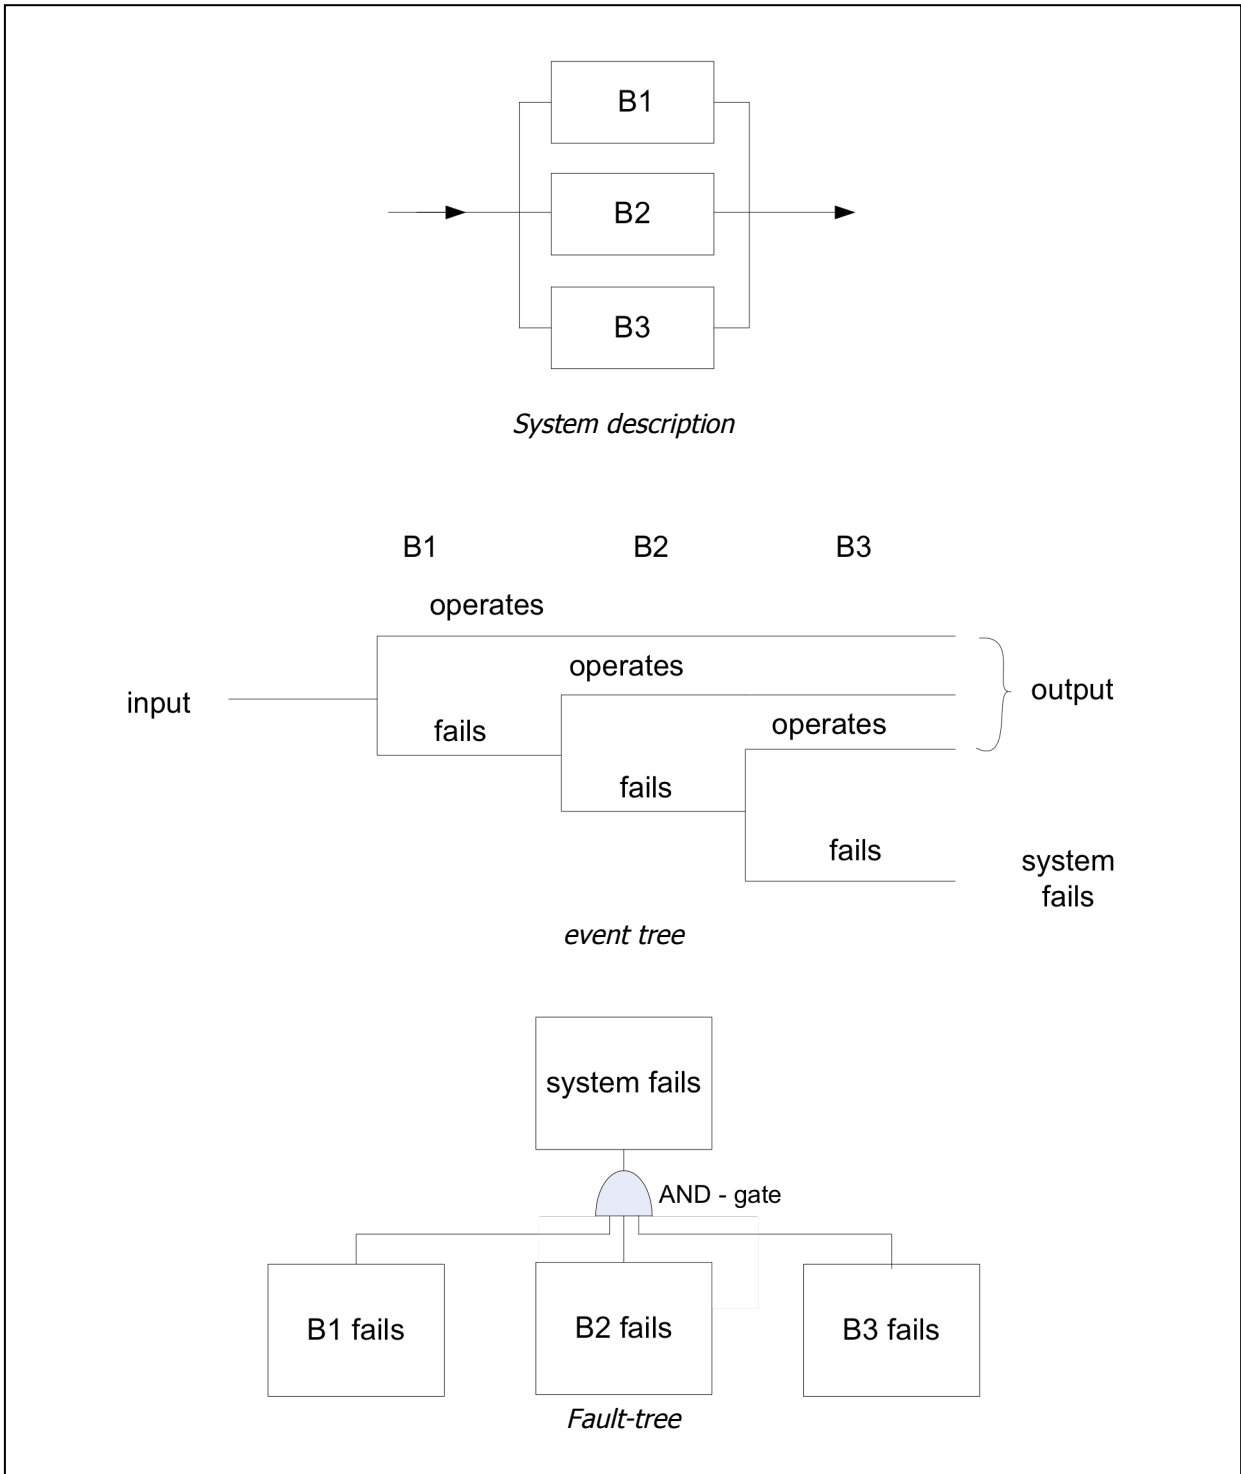 B1
B2
B3
System description
B1 B2 B3
operates
operates
input
output
fails
operates
fails
fails
system
fails
event tree
system fails
AND - gate
B1 fails
B2 fails
B3 fails
Fault-tree